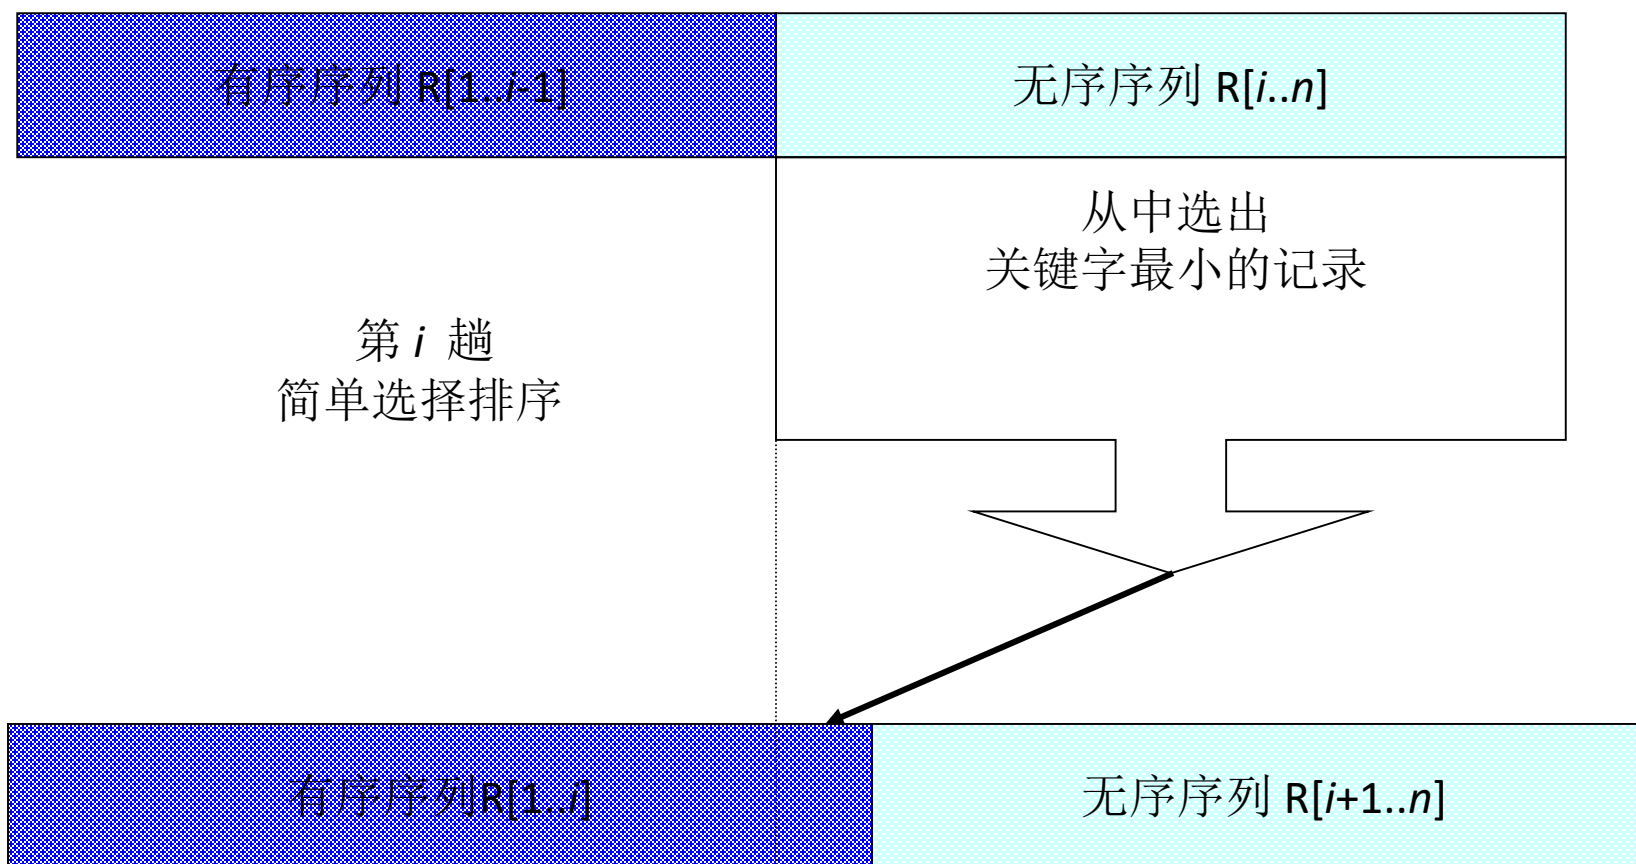 有序序列 R[1..i-1]
无序序列 R[i..n]
从中选出
关键字最小的记录
第 i 趟
简单选择排序
有序序列R[1..i]
无序序列 R[i+1..n]